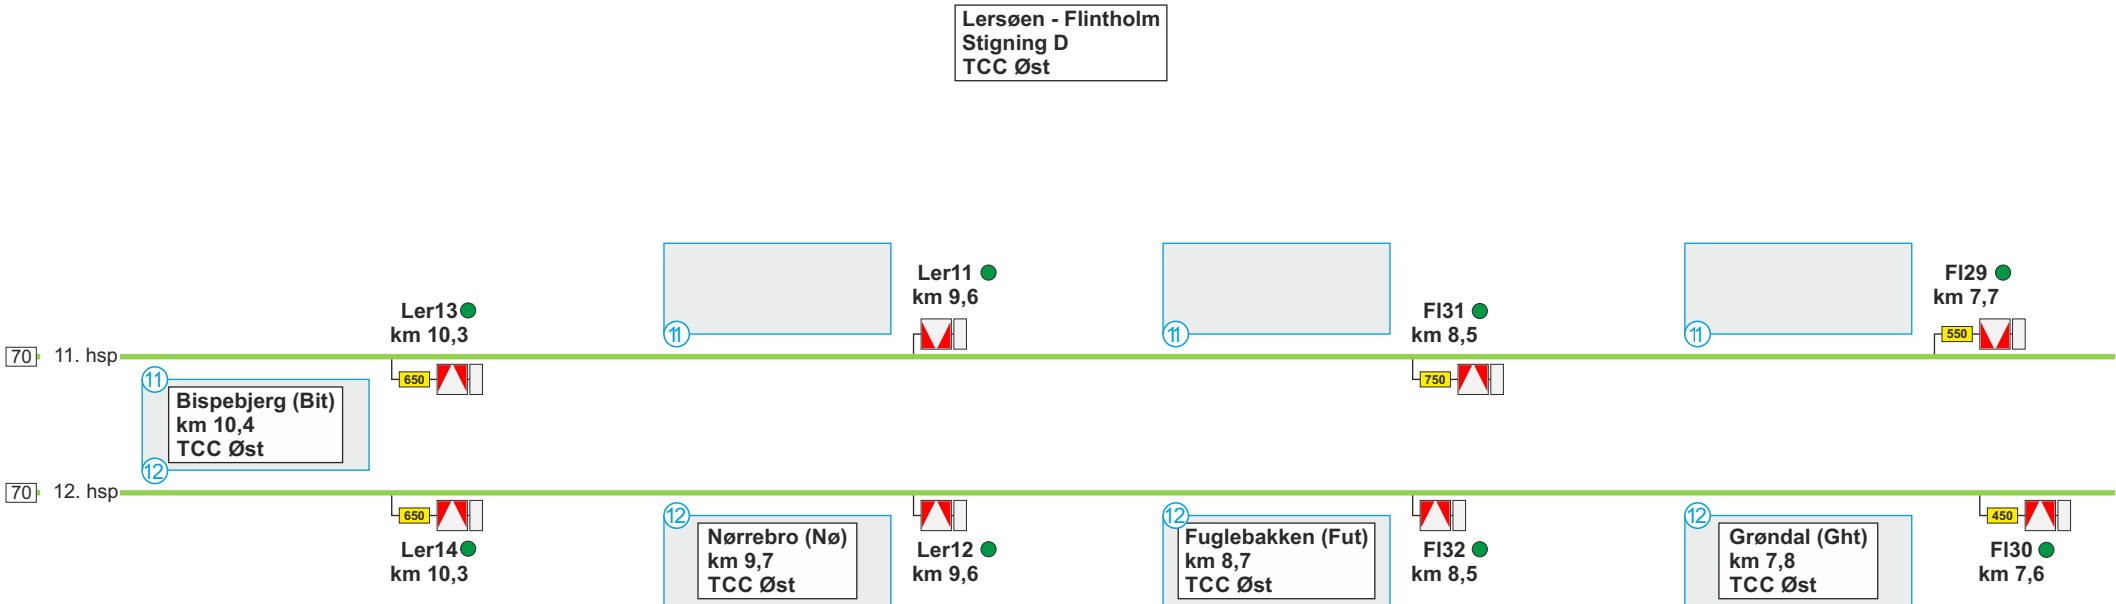 Lersøen - Flintholm
Stigning D
TCC Øst
Ler11
km 9,6
Fl29
km 7,7
Ler13
km 10,3
Fl31
km 8,5
11
11
11
550
70 11. hsp
650
750
11
Bispebjerg (Bit)
km 10,4
TCC Øst
12
70 12. hsp
650
Ler14
km 10,3
12
Nørrebro (Nø)
km 9,7
TCC Øst
Ler12
km 9,6
12
Fuglebakken (Fut)
km 8,7
TCC Øst
Fl32
km 8,5
12
Grøndal (Ght)
km 7,8
TCC Øst
450
Fl30
km 7,6